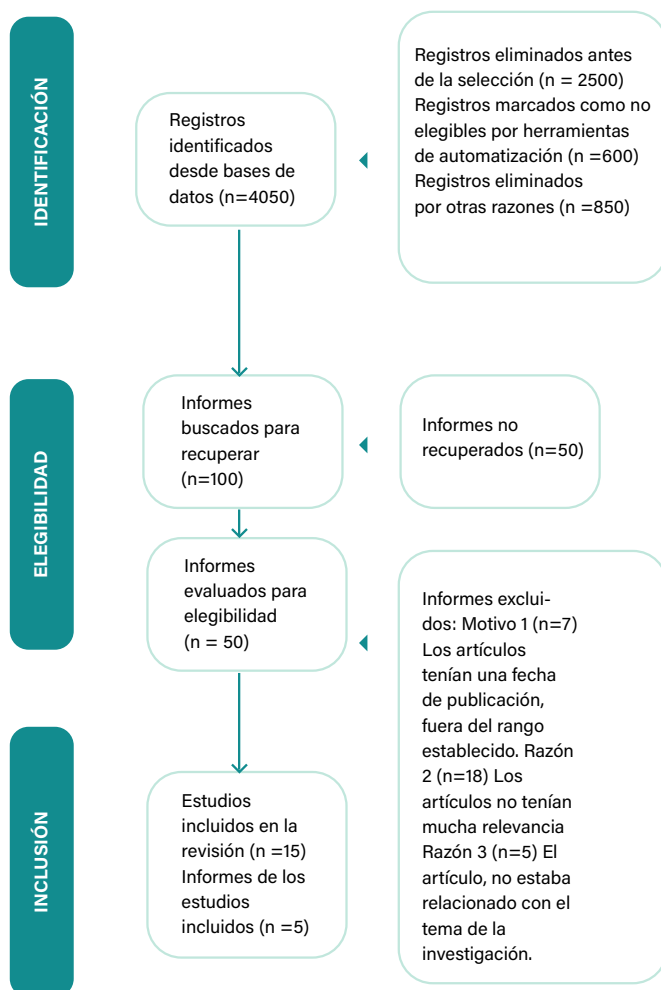 IDENTIFICACIÓN
Registros
identificados
desde bases de
datos (n=4050)
Registros eliminados antes
de la selección (n = 2500)
Registros marcados como no
elegibles por herramientas
de automatización (n =600)
Registros eliminados
por otras razones (n =850)
ELEGIBILIDAD
Informes
buscados para
recuperar
(n=100)
Informes no
recuperados (n=50)
Informes
evaluados para
elegibilidad
(n = 50)
Informes exclui-
dos: Motivo 1 (n=7)
Los artículos
tenían una fecha
de publicación,
fuera del rango
establecido. Razón
2 (n=18) Los
artículos no tenían
mucha relevancia
Razón 3 (n=5) El
artículo, no estaba
relacionado con el
tema de la
investigación.
INCLUSIÓN
Estudios
incluidos en la
revisión (n =15)
Informes de los
estudios
incluidos (n =5)